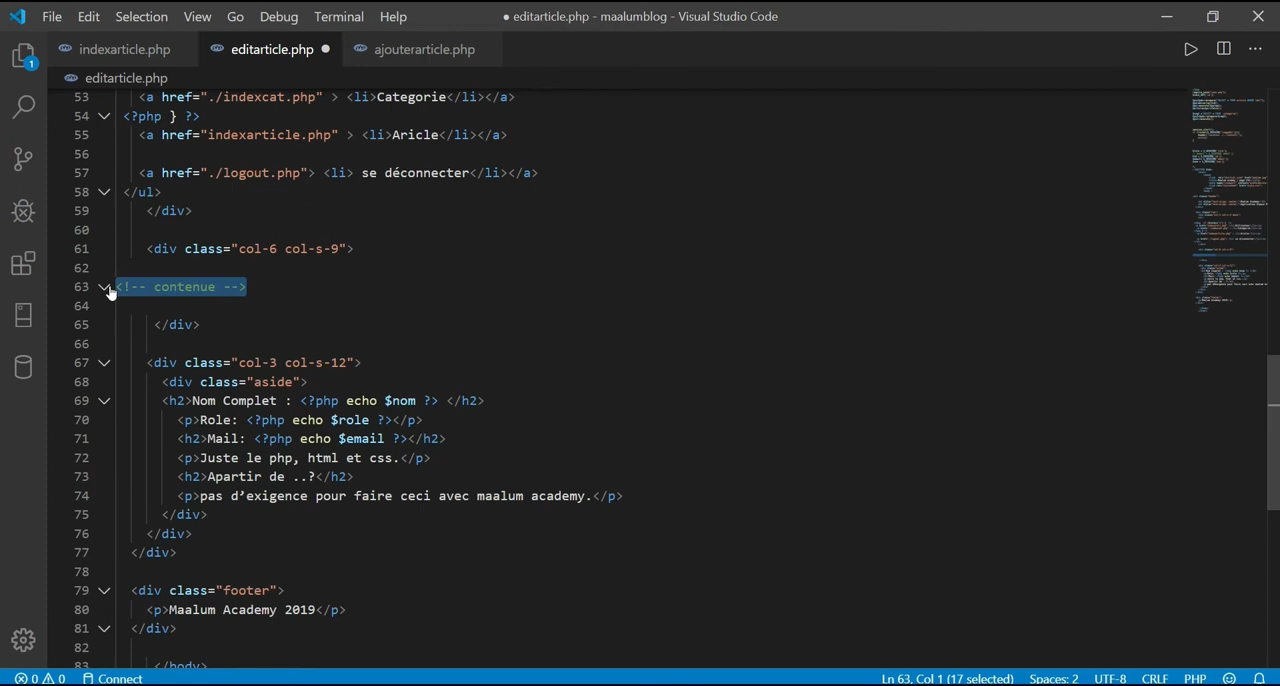 File Edit Selection View Go Debug Terminal Help ● editarticle.php - maalumblog - Visual Studio Code
indexarticle.php editarticle.php ajouterarticle.php
1
editarticle.php
53 <a href="./indexcat.php" > <li>Categorie</li></a>
54 <?php } ?>
55 <a href="indexarticle.php" > <li>Aricle</li></a>
56
57 <a href="./logout.php"> <li> se déconnecter</li></a>
58 </ul>
59 </div>
60
61 <div class="col-6 col-s-9">
62
63 <!-- contenue -->
64
65 </div>
66
67 <div class="col-3 col-s-12">
68 <div class="aside">
69 <h2>Nom Complet : <?php echo $nom ?> </h2>
70 <p>Role: <?php echo $role ?></p>
71 <h2>Mail: <?php echo $email ?></h2>
72 <p>Juste le php, html et css.</p>
73 <h2>Apartir de ..?</h2>
74 <p>pas d’exigence pour faire ceci avec maalum academy.</p>
75 </div>
76 </div>
77 </div>
78
79 <div class="footer">
80 <p>Maalum Academy 2019</p>
81 </div>
82
83 </body>
0 0 Connect Ln 63, Col 1 (17 selected) Spaces: 2 UTF-8 CRLF PHP